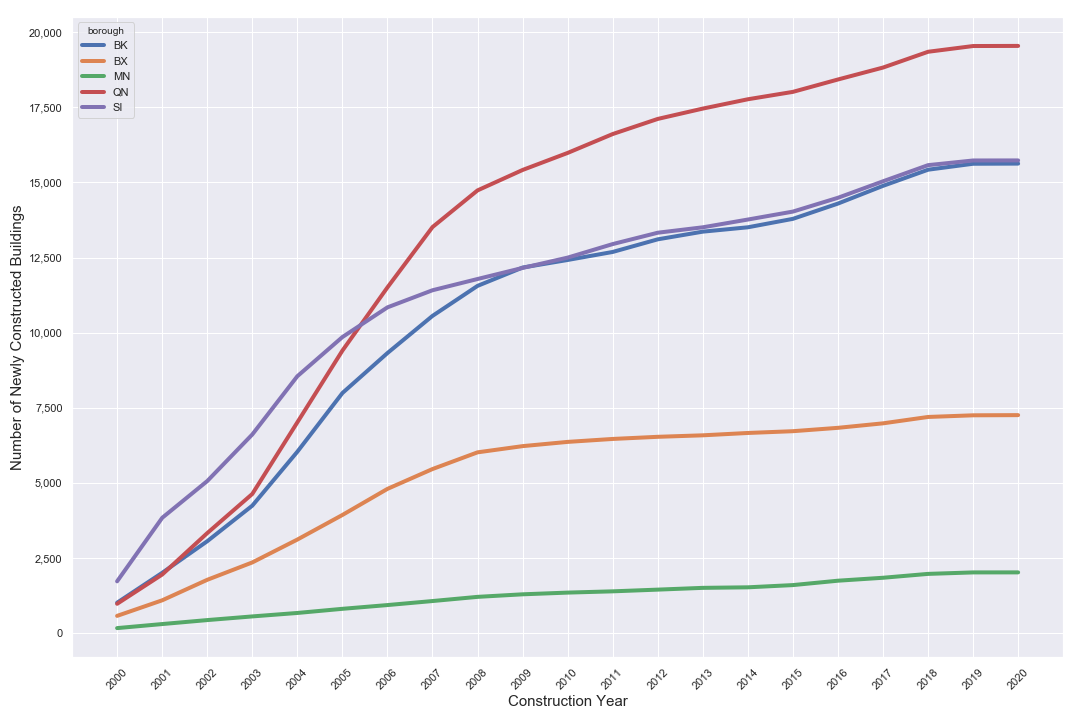 borough
BK
BX
MN
QN
SI
20,000
17,500
15,000
12,500
10,000
7,500
5,000
2,500
0
Number of Newly Constructed Buildings
2000 2001 2002 2003 2004 2005 2006 2007 2008 2009 2010 2011 2012 2013 2014 2015 2016 2017 2018 2019 2020
Construction Year